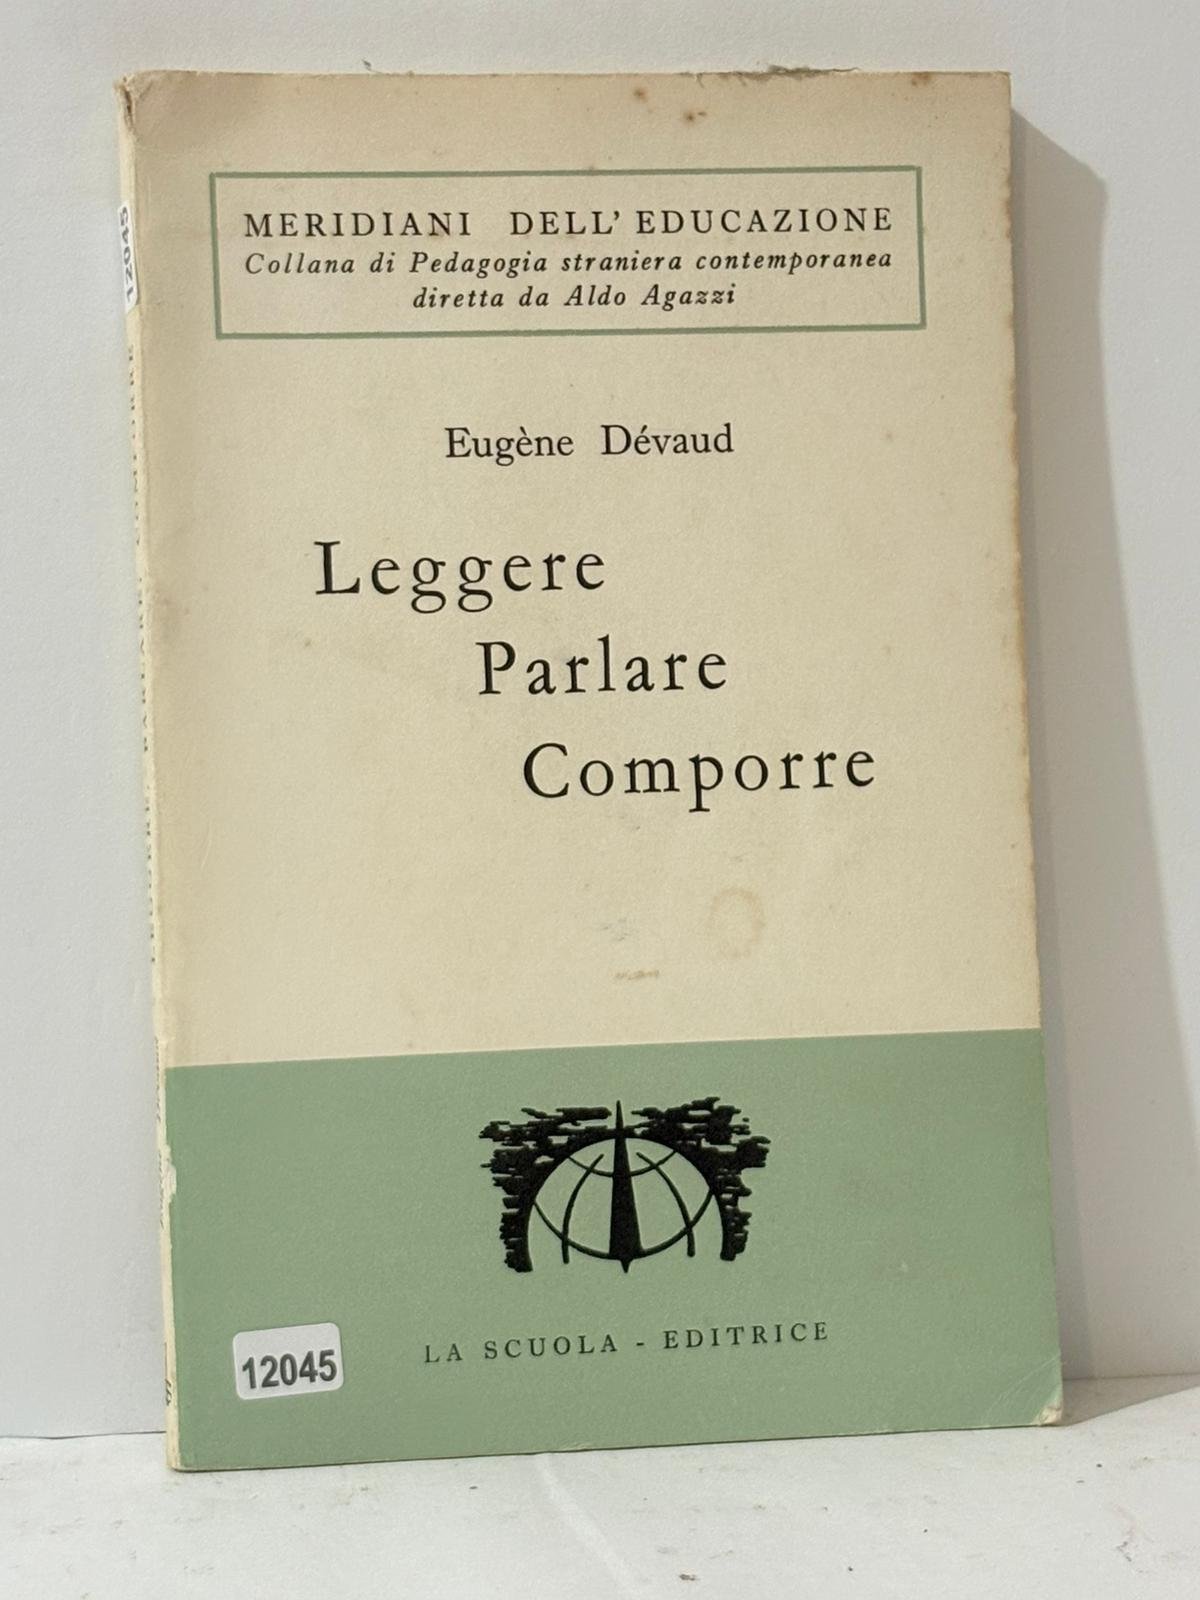 MERIDIANI DELL' EDUCAZIONE
Collana di Pedagogia straniera contemporanea
diretta da Aldo Agazzi
Eugène Dévaud
Leggere
Parlare
Comporre
LA SCUOLA - EDITRICE
12045
12045